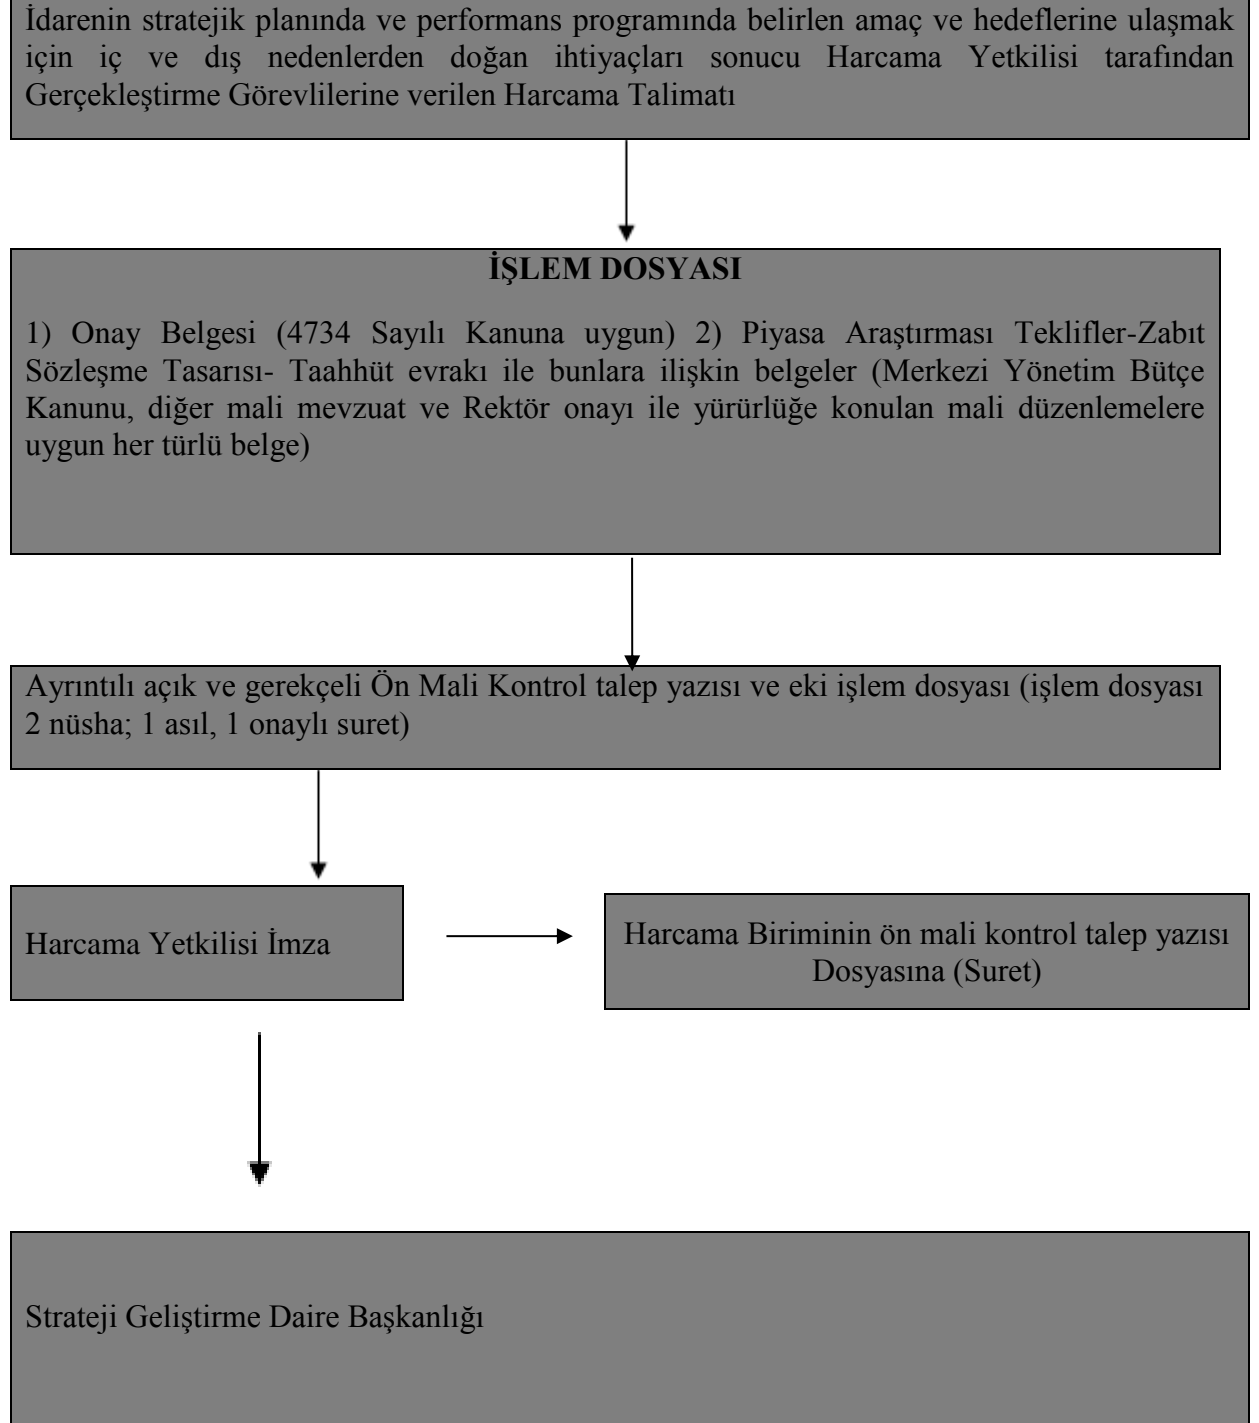 İdarenin stratejik planında ve performans programında belirlen amaç ve hedeflerine ulaşmak
için iç ve dış nedenlerden doğan ihtiyaçları sonucu Harcama Yetkilisi tarafından
Gerçekleştirme Görevlilerine verilen Harcama Talimatı
İŞLEM DOSYASI
1) Onay Belgesi (4734 Sayılı Kanuna uygun) 2) Piyasa Araştırması Teklifler-Zabıt
Sözleşme Tasarısı- Taahhüt evrakı ile bunlara ilişkin belgeler (Merkezi Yönetim Bütçe
Kanunu, diğer mali mevzuat ve Rektör onayı ile yürürlüğe konulan mali düzenlemelere
uygun her türlü belge)
Ayrıntılı açık ve gerekçeli Ön Mali Kontrol talep yazısı ve eki işlem dosyası (işlem dosyası
2 nüsha; 1 asıl, 1 onaylı suret)
Harcama Yetkilisi İmza
Harcama Biriminin ön mali kontrol talep yazısı
Dosyasına (Suret)
Strateji Geliştirme Daire Başkanlığı